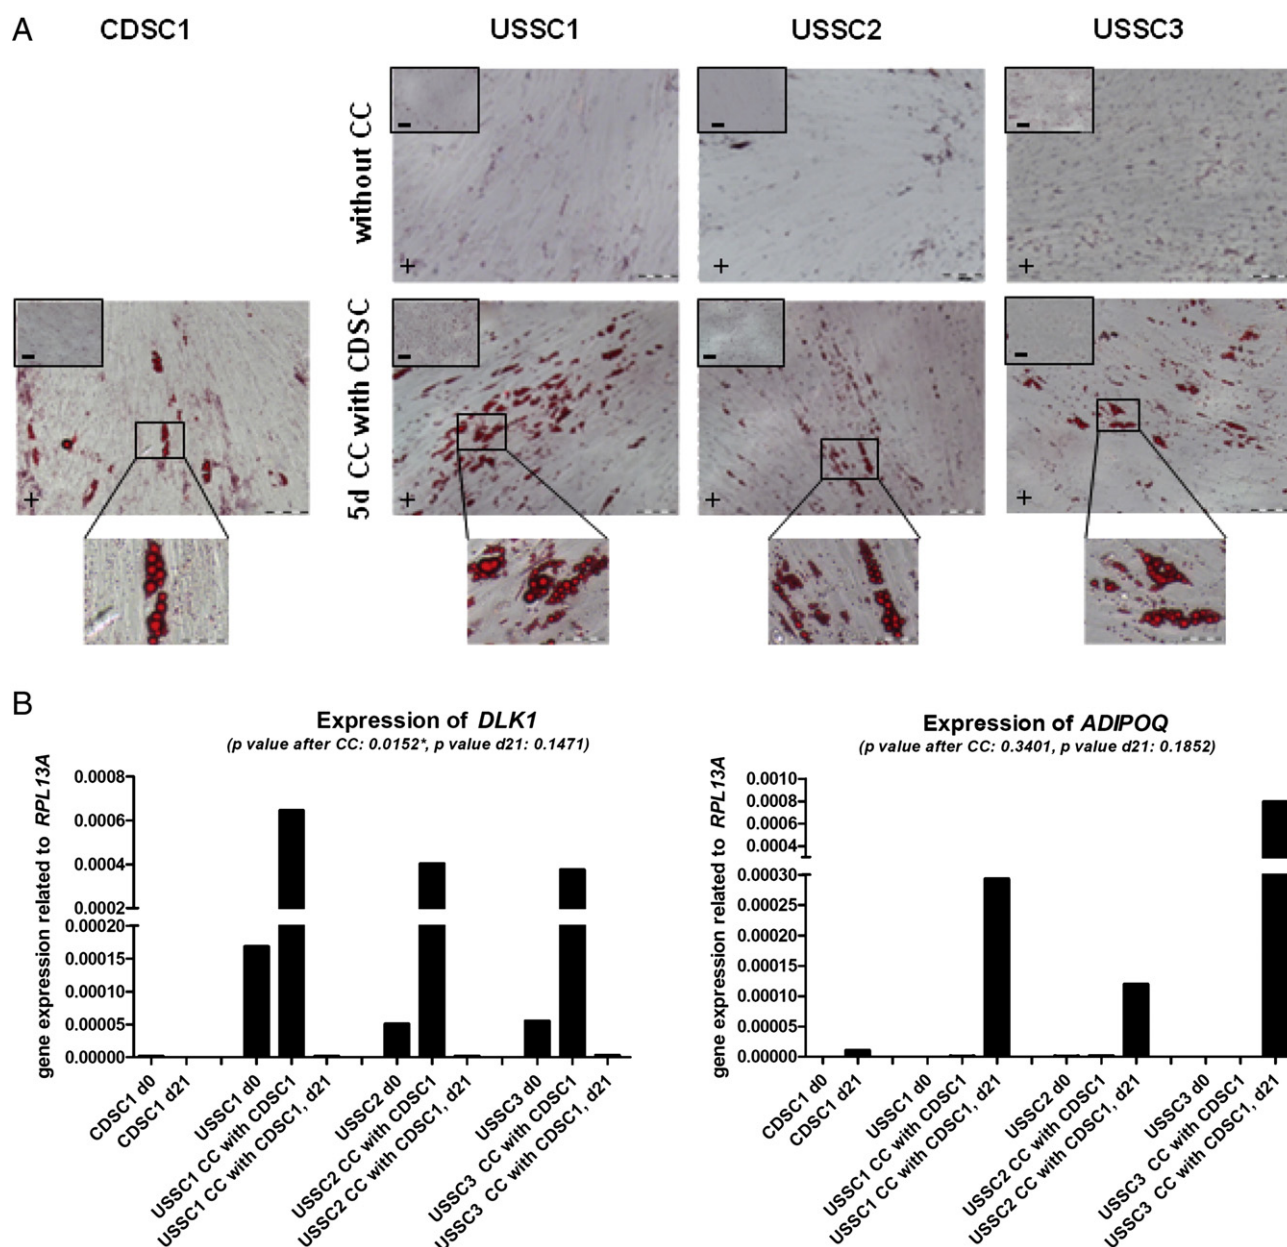 A
CDSC1 USSC1 USSC2 USSC3
without CC
5d CC with CDSC
– – –
+ + +
– – – –
+ + + +
B
Expression of DLK1
(p value after CC: 0.0152*, p value d21: 0.1471)
gene expression related to RPL13A
0.0008
0.0006
0.0004
0.0002
0.00020
0.00015
0.00010
0.00005
0.00000
CDSC1 d0
CDSC1 d21
USSC1 d0
USSC1 CC with CDSC1
USSC1 CC with CDSC1, d21
USSC2 d0
USSC2 CC with CDSC1
USSC2 CC with CDSC1, d21
USSC3 d0
USSC3 CC with CDSC1
USSC3 CC with CDSC1, d21
Expression of ADIPOQ
(p value after CC: 0.3401, p value d21: 0.1852)
gene expression related to RPL13A
0.0010
0.0008
0.0006
0.0004
0.00030
0.00025
0.00020
0.00015
0.00010
0.00005
0.00000
CDSC1 d0
CDSC1 d21
USSC1 d0
USSC1 CC with CDSC1
USSC1 CC with CDSC1, d21
USSC2 d0
USSC2 CC with CDSC1
USSC2 CC with CDSC1, d21
USSC3 d0
USSC3 CC with CDSC1
USSC3 CC with CDSC1, d21